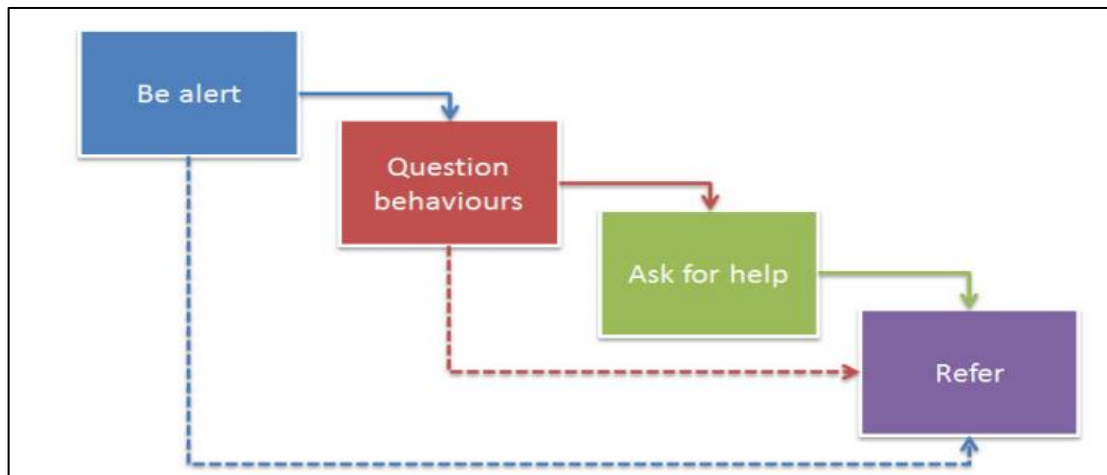 Be alert
Question
behaviours
Ask for help
Refer